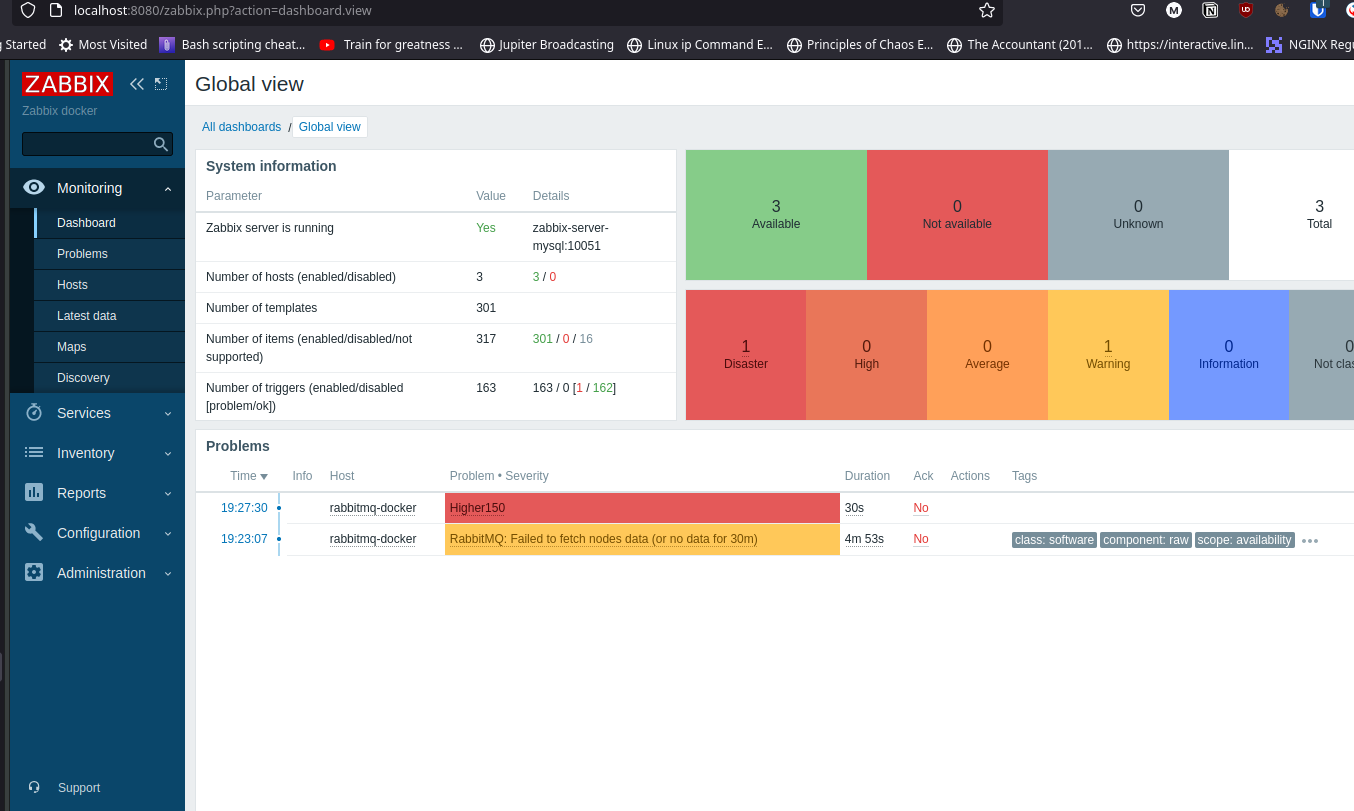 localhost:8080/zabbix.php?action=dashboard.view
Started
Most Visited
Bash scripting cheat...
Train for greatness ...
Jupiter Broadcasting
Linux ip Command E...
Principles of Chaos E...
The Accountant (201...
https://interactive.lin...
NGINX Regu
ZABBIX
Zabbix docker
Monitoring
Dashboard
Problems
Hosts
Latest data
Maps
Discovery
Services
Inventory
Reports
Configuration
Administration
Support
Global view
All dashboards / Global view
System information
Parameter Value Details
Zabbix server is running Yes zabbix-server-
mysql:10051
Number of hosts (enabled/disabled) 3 3 / 0
Number of templates 301
Number of items (enabled/disabled/not 317 301 / 0 / 16
supported)
Number of triggers (enabled/disabled 163 163 / 0 [1 / 162]
[problem/ok])
3 0 0 3
Available Not available Unknown Total
1 0 0 1 0 0
Disaster High Average Warning Information Not clas
Problems
Time Info Host Problem • Severity Duration Ack Actions Tags
19:27:30 rabbitmq-docker Higher150 30s No
19:23:07 rabbitmq-docker RabbitMQ: Failed to fetch nodes data (or no data for 30m) 4m 53s No class: software component: raw scope: availability •••